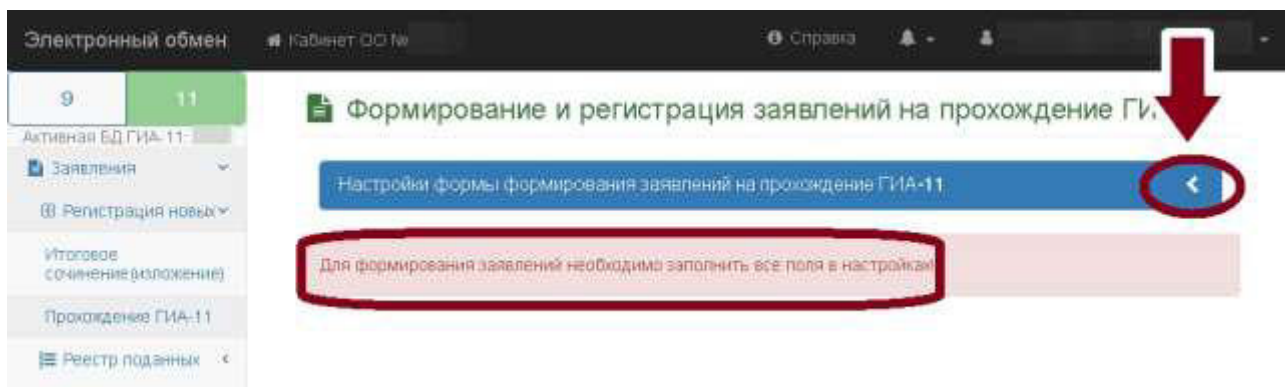 Электронный обмен
Кабинет ОО №
Справка
9
11
Активная БД ГИА-11:
Формирование и регистрация заявлений на прохождение ГИА
Заявления
Настройки формы формирования заявлений на прохождение ГИА-11
Регистрация новых
Итоговое
сочинение (изложение)
Для формирования заявлений необходимо заполнить все поля в настройках
Прохождение ГИА-11
Реестр поданных